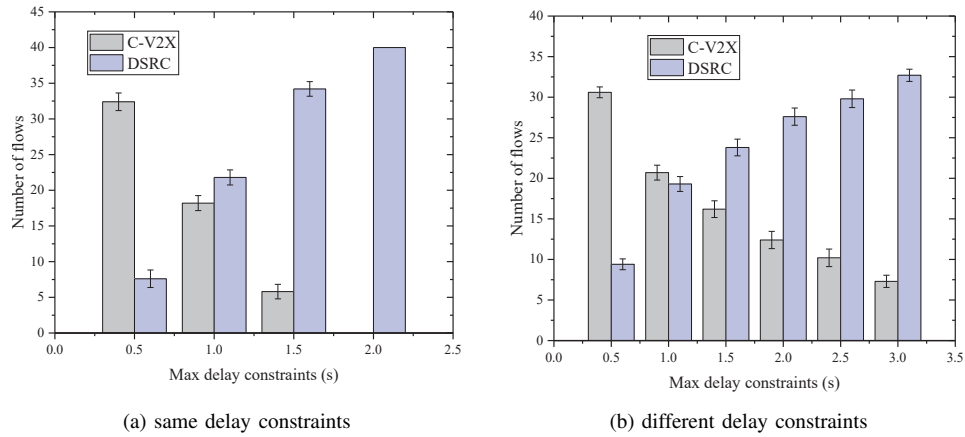 C-V2X
DSRC
Number of flows
45
40
35
30
25
20
15
10
5
0
0.0 0.5 1.0 1.5 2.0 2.5
Max delay constraints (s)
(a) same delay constraints
C-V2X
DSRC
Number of flows
40
35
30
25
20
15
10
5
0
0.0 0.5 1.0 1.5 2.0 2.5 3.0 3.5
Max delay constraints (s)
(b) different delay constraints